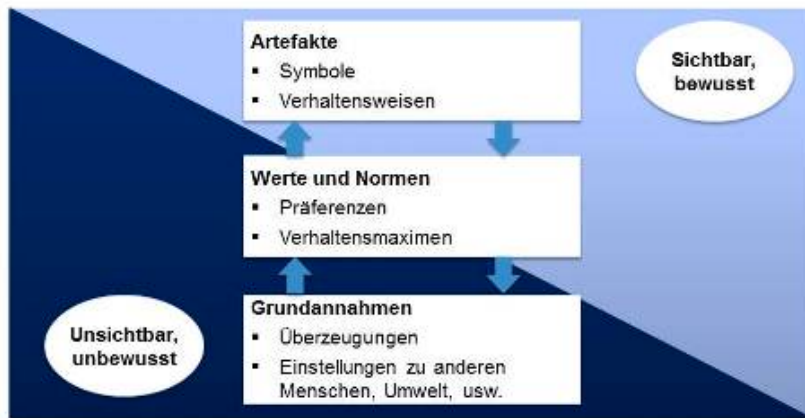 Artefakte
▪ Symbole
▪ Verhaltensweisen
Sichtbar,
bewusst
Werte und Normen
▪ Präferenzen
▪ Verhaltensmaximen
Grundannahmen
▪ Überzeugungen
▪ Einstellungen zu anderen
Menschen, Umwelt, usw.
Unsichtbar,
unbewusst